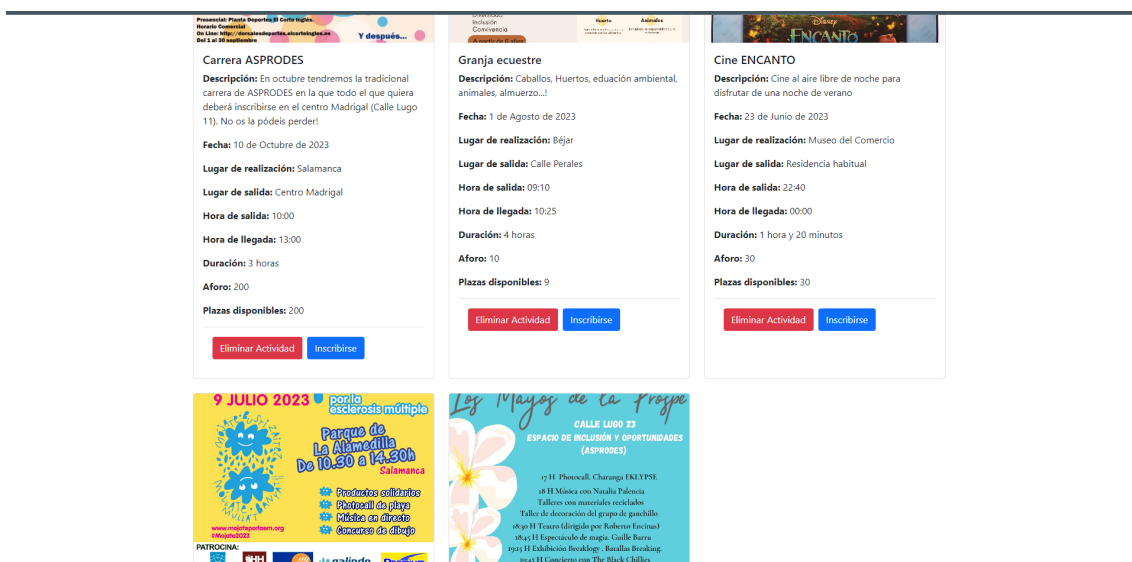 Presencial: Planta Deportes El Corte Inglés.
Horario Comercial
On Line: http://dorsalesdeportes.elcorteingles.es
Del 1 al 30 septiembre
Y después...
Inclusión
Convivencia
A partir de 6 años
Huerto
Animales
Disney
ENCANTO
Carrera ASPRODES
Descripción: En octubre tendremos la tradicional
carrera de ASPRODES en la que todo el que quiera
deberá inscribirse en el centro Madrigal (Calle Lugo
11). No os la pódeis perder!
Fecha: 10 de Octubre de 2023
Lugar de realización: Salamanca
Lugar de salida: Centro Madrigal
Hora de salida: 10:00
Hora de llegada: 13:00
Duración: 3 horas
Aforo: 200
Plazas disponibles: 200
Eliminar Actividad
Inscribirse
Granja ecuestre
Descripción: Caballos, Huertos, eduación ambiental,
animales, almuerzo...!
Fecha: 1 de Agosto de 2023
Lugar de realización: Béjar
Lugar de salida: Calle Perales
Hora de salida: 09:10
Hora de llegada: 10:25
Duración: 4 horas
Aforo: 10
Plazas disponibles: 9
Eliminar Actividad
Inscribirse
Cine ENCANTO
Descripción: Cine al aire libre de noche para
disfrutar de una noche de verano
Fecha: 23 de Junio de 2023
Lugar de realización: Museo del Comercio
Lugar de salida: Residencia habitual
Hora de salida: 22:40
Hora de llegada: 00:00
Duración: 1 hora y 20 minutos
Aforo: 30
Plazas disponibles: 30
Eliminar Actividad
Inscribirse
9 JULIO 2023
por la
esclerosis múltiple
Parque de
La Alamedilla
De 10.30 a 14.30h
Salamanca
Productos solidarios
Photocall de playa
Música en directo
Concurso de dibujo
www.mojateporlaem.org
#Mojate2023
PATROCINA:
galindo
Premium
Los Mayos de la Prospe
CALLE LUGO 23
ESPACIO DE INCLUSIÓN Y OPORTUNIDADES
(ASPRODES)
17 H Photocall. Charanga EKLYPSE
18 H Música con Natalia Palencia
Talleres con materiales reciclados
Taller de decoración del grupo de ganchillo
18:30 H Teatro (dirigido por Roberto Encinas)
18:45 H Espectáculo de magia. Guille Barru
19:15 H Exhibición Breaklogy . Batallas Breaking.
19:45 H Concierto con The Black Chillies